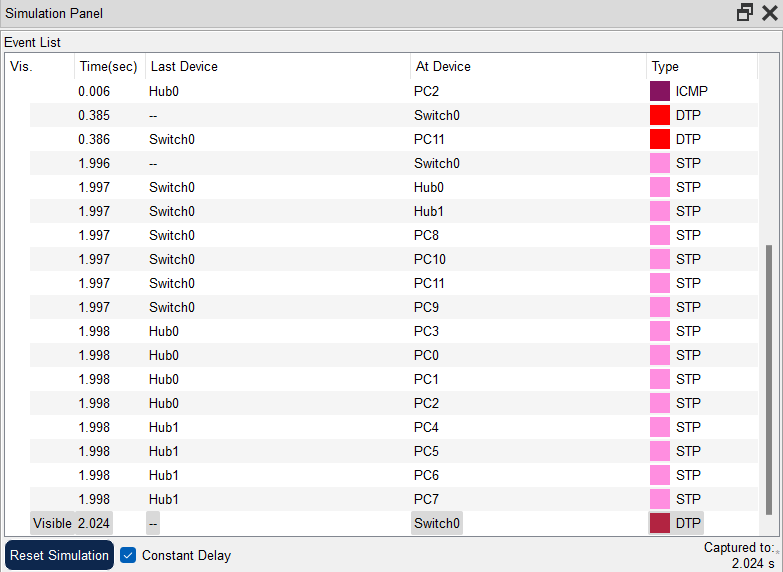 Simulation Panel
Event List
Vis. Time(sec) Last Device At Device Type
0.006 Hub0 PC2 ICMP
0.385 -- Switch0 DTP
0.386 Switch0 PC11 DTP
1.996 -- Switch0 STP
1.997 Switch0 Hub0 STP
1.997 Switch0 Hub1 STP
1.997 Switch0 PC8 STP
1.997 Switch0 PC10 STP
1.997 Switch0 PC11 STP
1.997 Switch0 PC9 STP
1.998 Hub0 PC3 STP
1.998 Hub0 PC0 STP
1.998 Hub0 PC1 STP
1.998 Hub0 PC2 STP
1.998 Hub1 PC4 STP
1.998 Hub1 PC5 STP
1.998 Hub1 PC6 STP
1.998 Hub1 PC7 STP
Visible 2.024 -- Switch0 DTP
Reset Simulation Constant Delay Captured to:
2.024 s